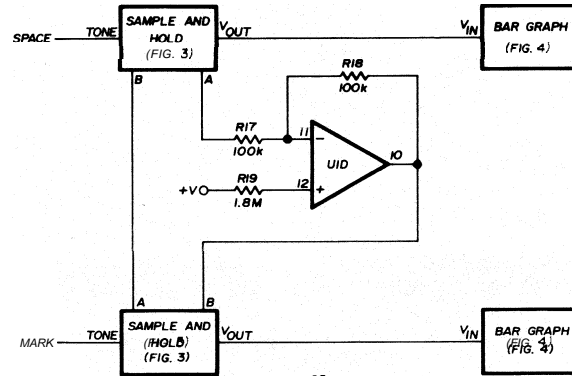 SPACE
TONE
SAMPLE AND
HOLD
(FIG. 3)
VOUT
VIN
BAR GRAPH
(FIG. 4)
B
A
R18
100k
R17
100k
11
−
U1D
10
+V
R19
1.8M
12
+
A
B
MARK
TONE
SAMPLE AND
HOLD
(FIG. 3)
VOUT
VIN
BAR GRAPH
(FIG. 4)